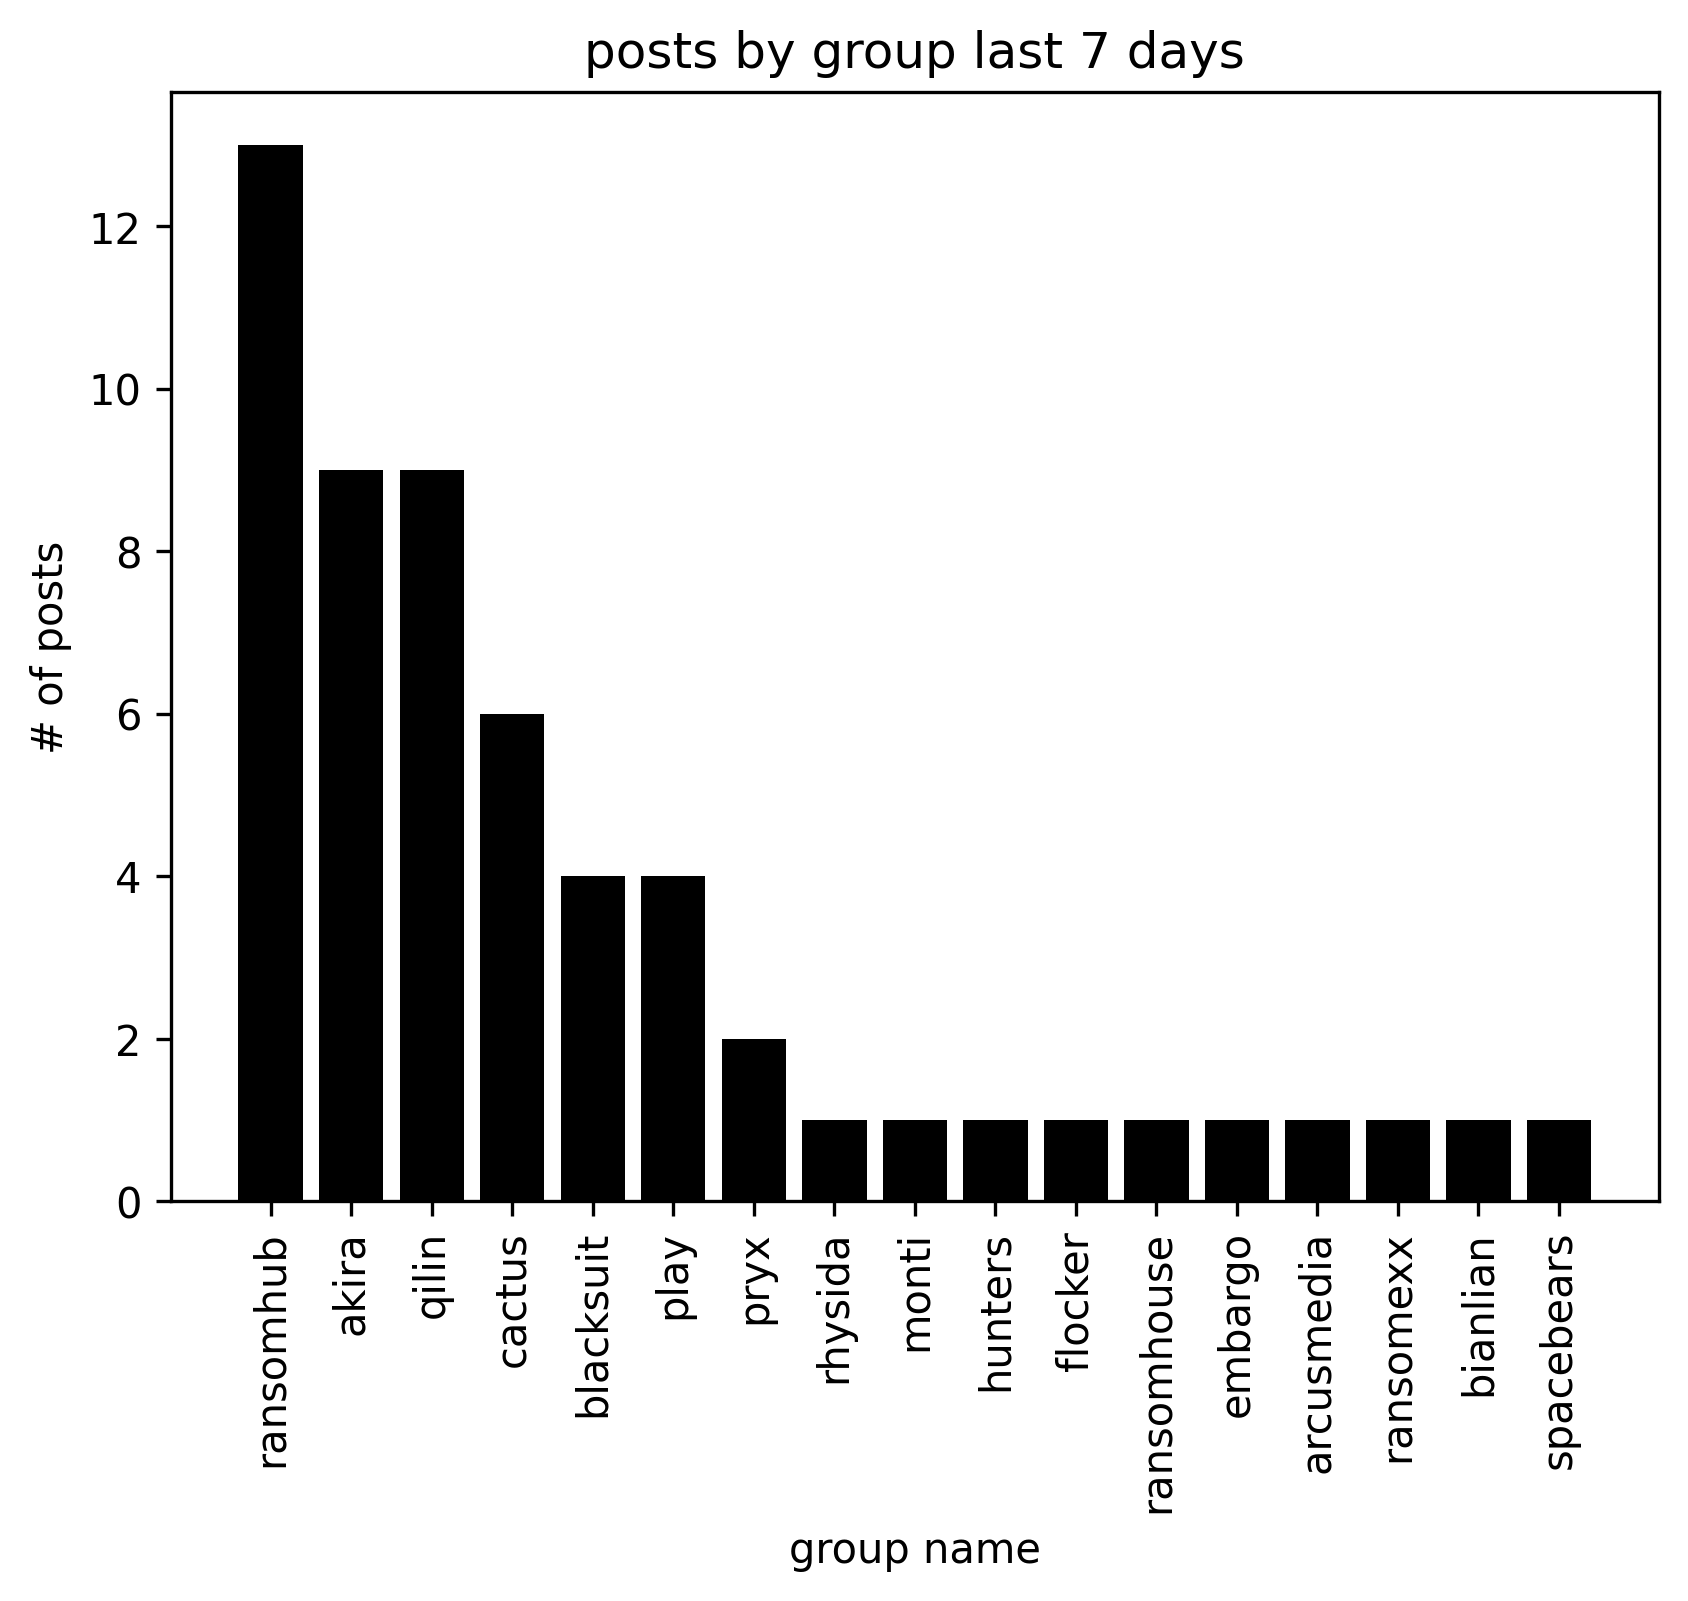 posts by group last 7 days
# of posts
12
10
8
6
4
2
0
ransomhub
akira
qilin
cactus
blacksuit
play
pryx
rhysida
monti
hunters
flocker
ransomhouse
embargo
arcusmedia
ransomexx
bianlian
spacebears
group name